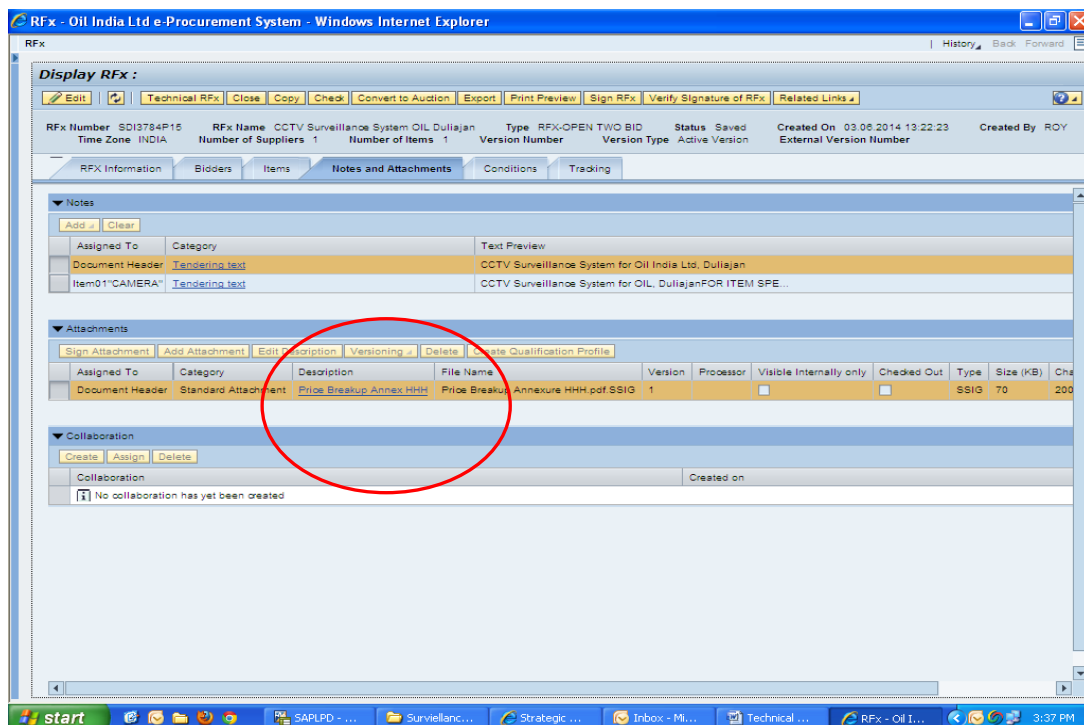 RFx - Oil India Ltd e-Procurement System - Windows Internet Explorer
RFx | History Back Forward
Display RFx :
Edit | | Technical RFx Close Copy Check Convert to Auction Export Print Preview Sign RFx Verify Signature of RFx Related Links
RFx Number SDI3784P15 RFx Name CCTV Surveillance System OIL Duliajan Type RFX-OPEN TWO BID Status Saved Created On 03.06.2014 13:22:23 Created By ROY
Time Zone INDIA Number of Suppliers 1 Number of Items 1 Version Number Version Type Active Version External Version Number
RFX Information Bidders Items Notes and Attachments Conditions Tracking
Notes
Add Clear
Assigned To Category Text Preview
Document Header Tendering text CCTV Surveillance System for Oil India Ltd, Duliajan
Item01"CAMERA" Tendering text CCTV Surveillance System for OIL, DuliajanFOR ITEM SPE...
Attachments
Sign Attachment Add Attachment Edit Description Versioning Delete Create Qualification Profile
Assigned To Category Description File Name Version Processor Visible Internally only Checked Out Type Size (KB) Cha
Document Header Standard Attachment Price Breakup Annex HHH Price Breakup Annexure HHH.pdf.SSIG 1 SSIG 70 200
Collaboration
Create Assign Delete
Collaboration Created on
No collaboration has yet been created
start SAPLPD - ... Surviellanc... Strategic ... Inbox - Mi... Technical ... RFx - Oil I... 3:37 PM